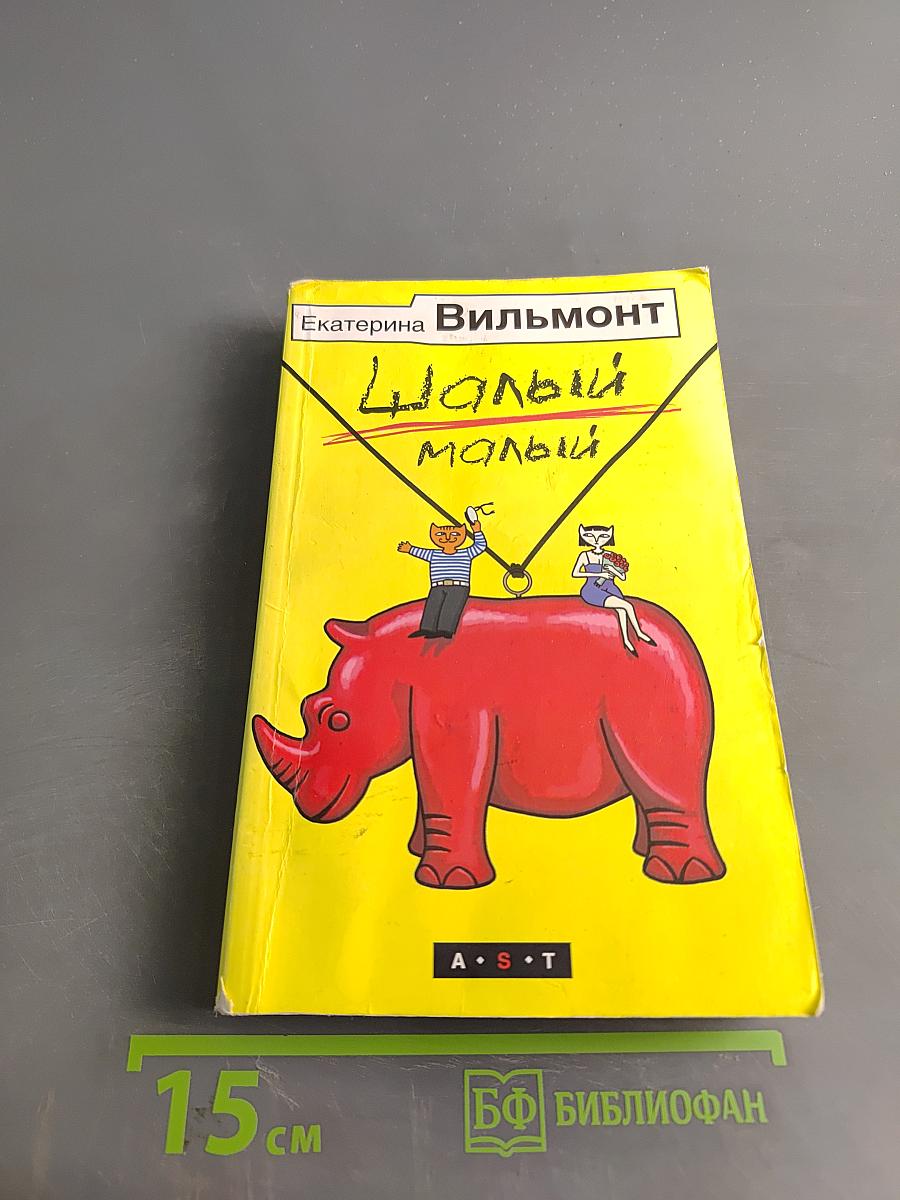 Екатерина Вильмонт
Шалый
малый
A•S•T
15 см
БФ БИБЛИОФАН